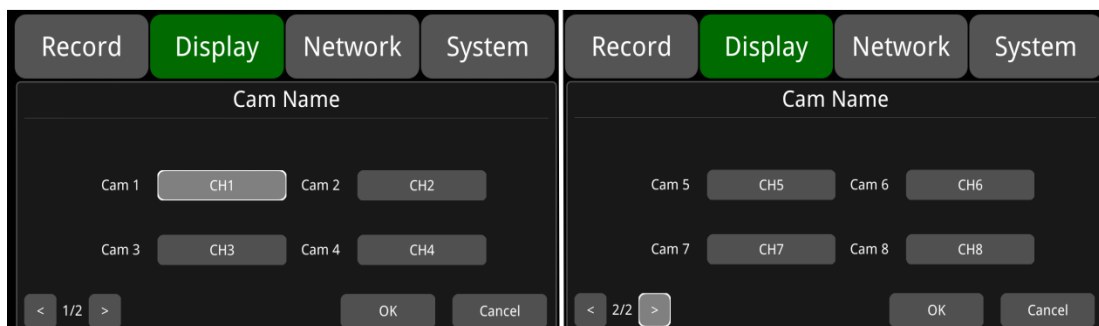 Record Display Network System
Cam Name
Cam 1 CH1 Cam 2 CH2
Cam 3 CH3 Cam 4 CH4
< 1/2 > OK Cancel
Record Display Network System
Cam Name
Cam 5 CH5 Cam 6 CH6
Cam 7 CH7 Cam 8 CH8
< 2/2 > OK Cancel